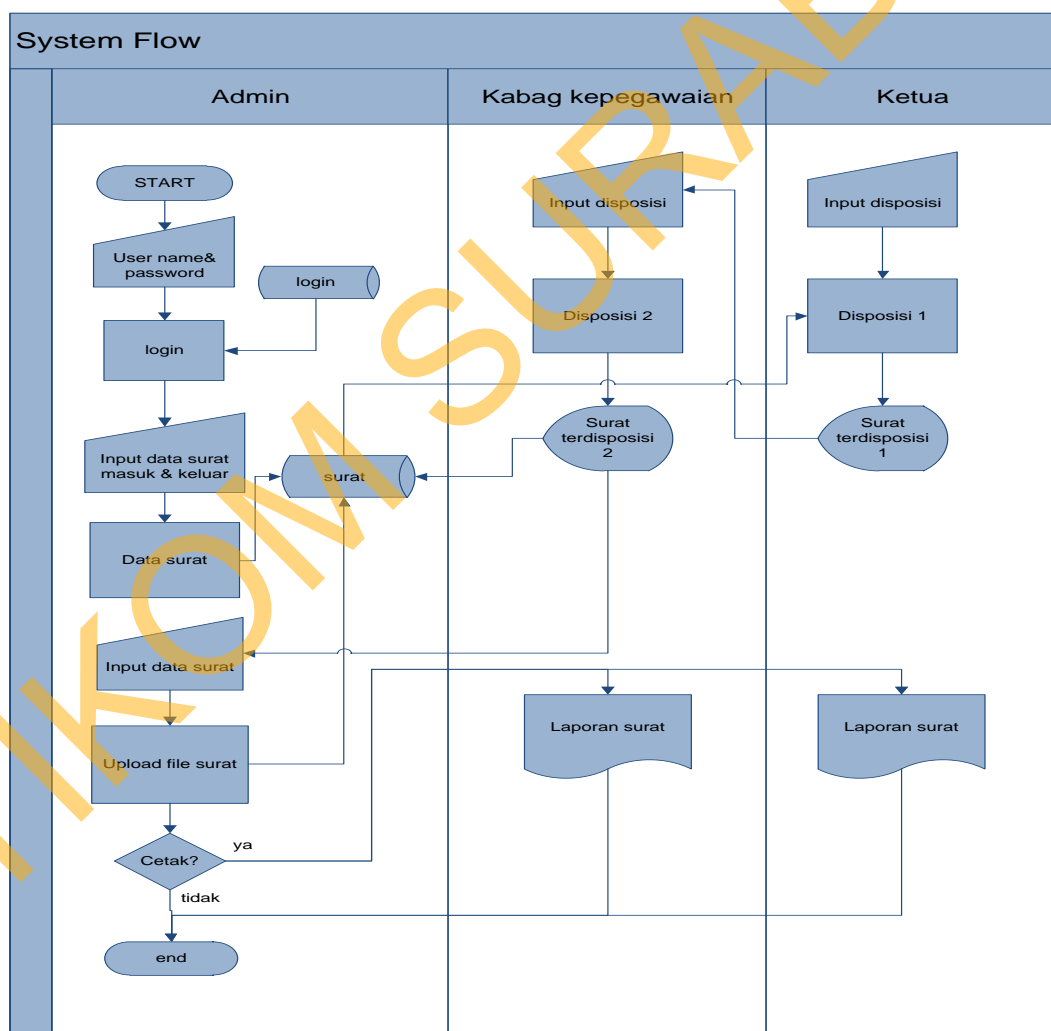 System Flow
Admin
Kabag kepegawaian
Ketua
START
User name&
password
login
login
Input data surat
masuk & keluar
surat
Data surat
Input data surat
Upload file surat
Cetak?
ya
tidak
end
Input disposisi
Disposisi 2
Surat
terdisposisi
2
Laporan surat
Input disposisi
Disposisi 1
Surat
terdisposisi
1
Laporan surat
IKOM SURAB